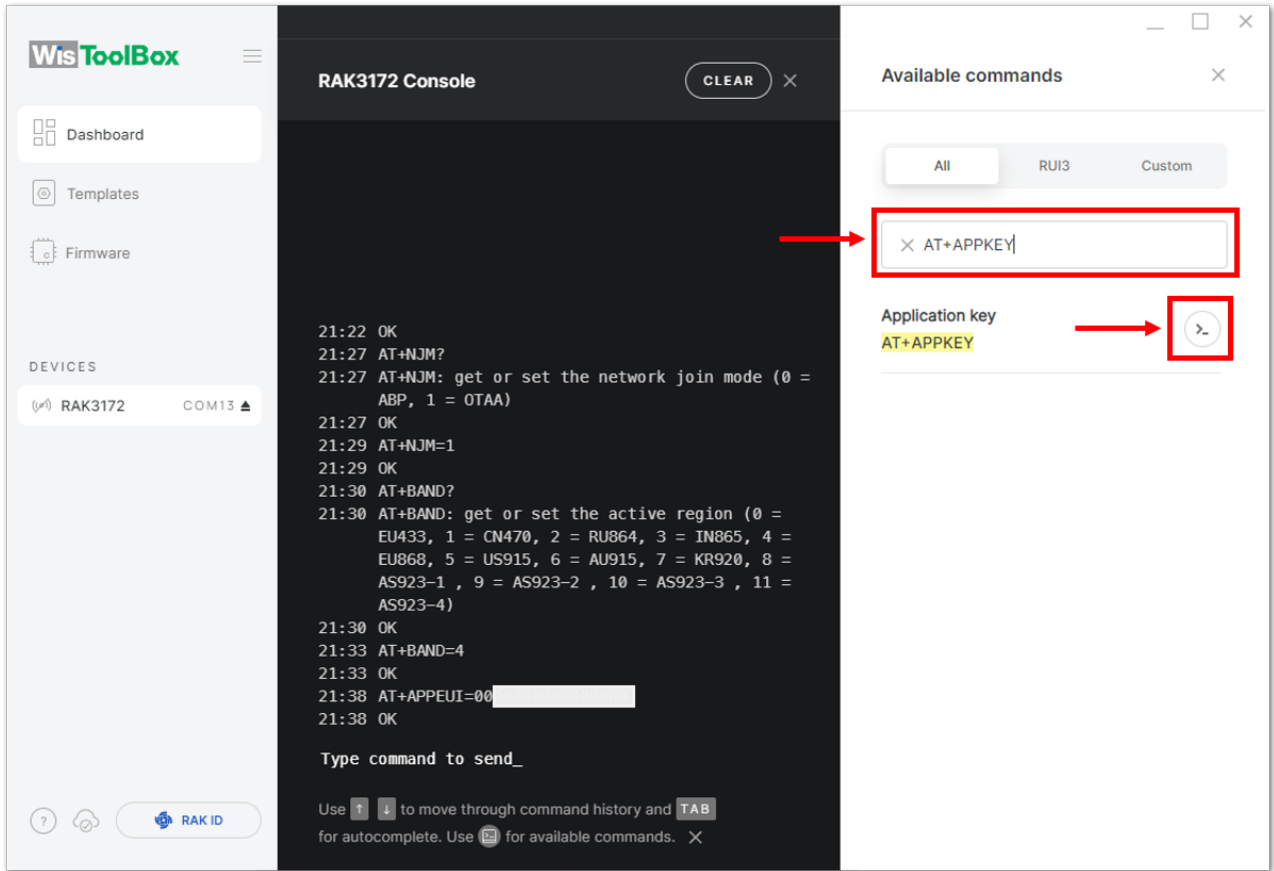 WisToolBox
Dashboard
Templates
Firmware
DEVICES
RAK3172 COM13
? RAK ID
RAK3172 Console CLEAR
21:22 OK
21:27 AT+NJM?
21:27 AT+NJM: get or set the network join mode (0 =
ABP, 1 = OTAA)
21:27 OK
21:29 AT+NJM=1
21:29 OK
21:30 AT+BAND?
21:30 AT+BAND: get or set the active region (0 =
EU433, 1 = CN470, 2 = RU864, 3 = IN865, 4 =
EU868, 5 = US915, 6 = AU915, 7 = KR920, 8 =
AS923-1 , 9 = AS923-2 , 10 = AS923-3 , 11 =
AS923-4)
21:30 OK
21:33 AT+BAND=4
21:33 OK
21:38 AT+APPEUI=00
21:38 OK
Type command to send_
Use ↑ ↓ to move through command history and TAB
for autocomplete. Use for available commands.
Available commands
All RUI3 Custom
AT+APPKEY
Application key
AT+APPKEY